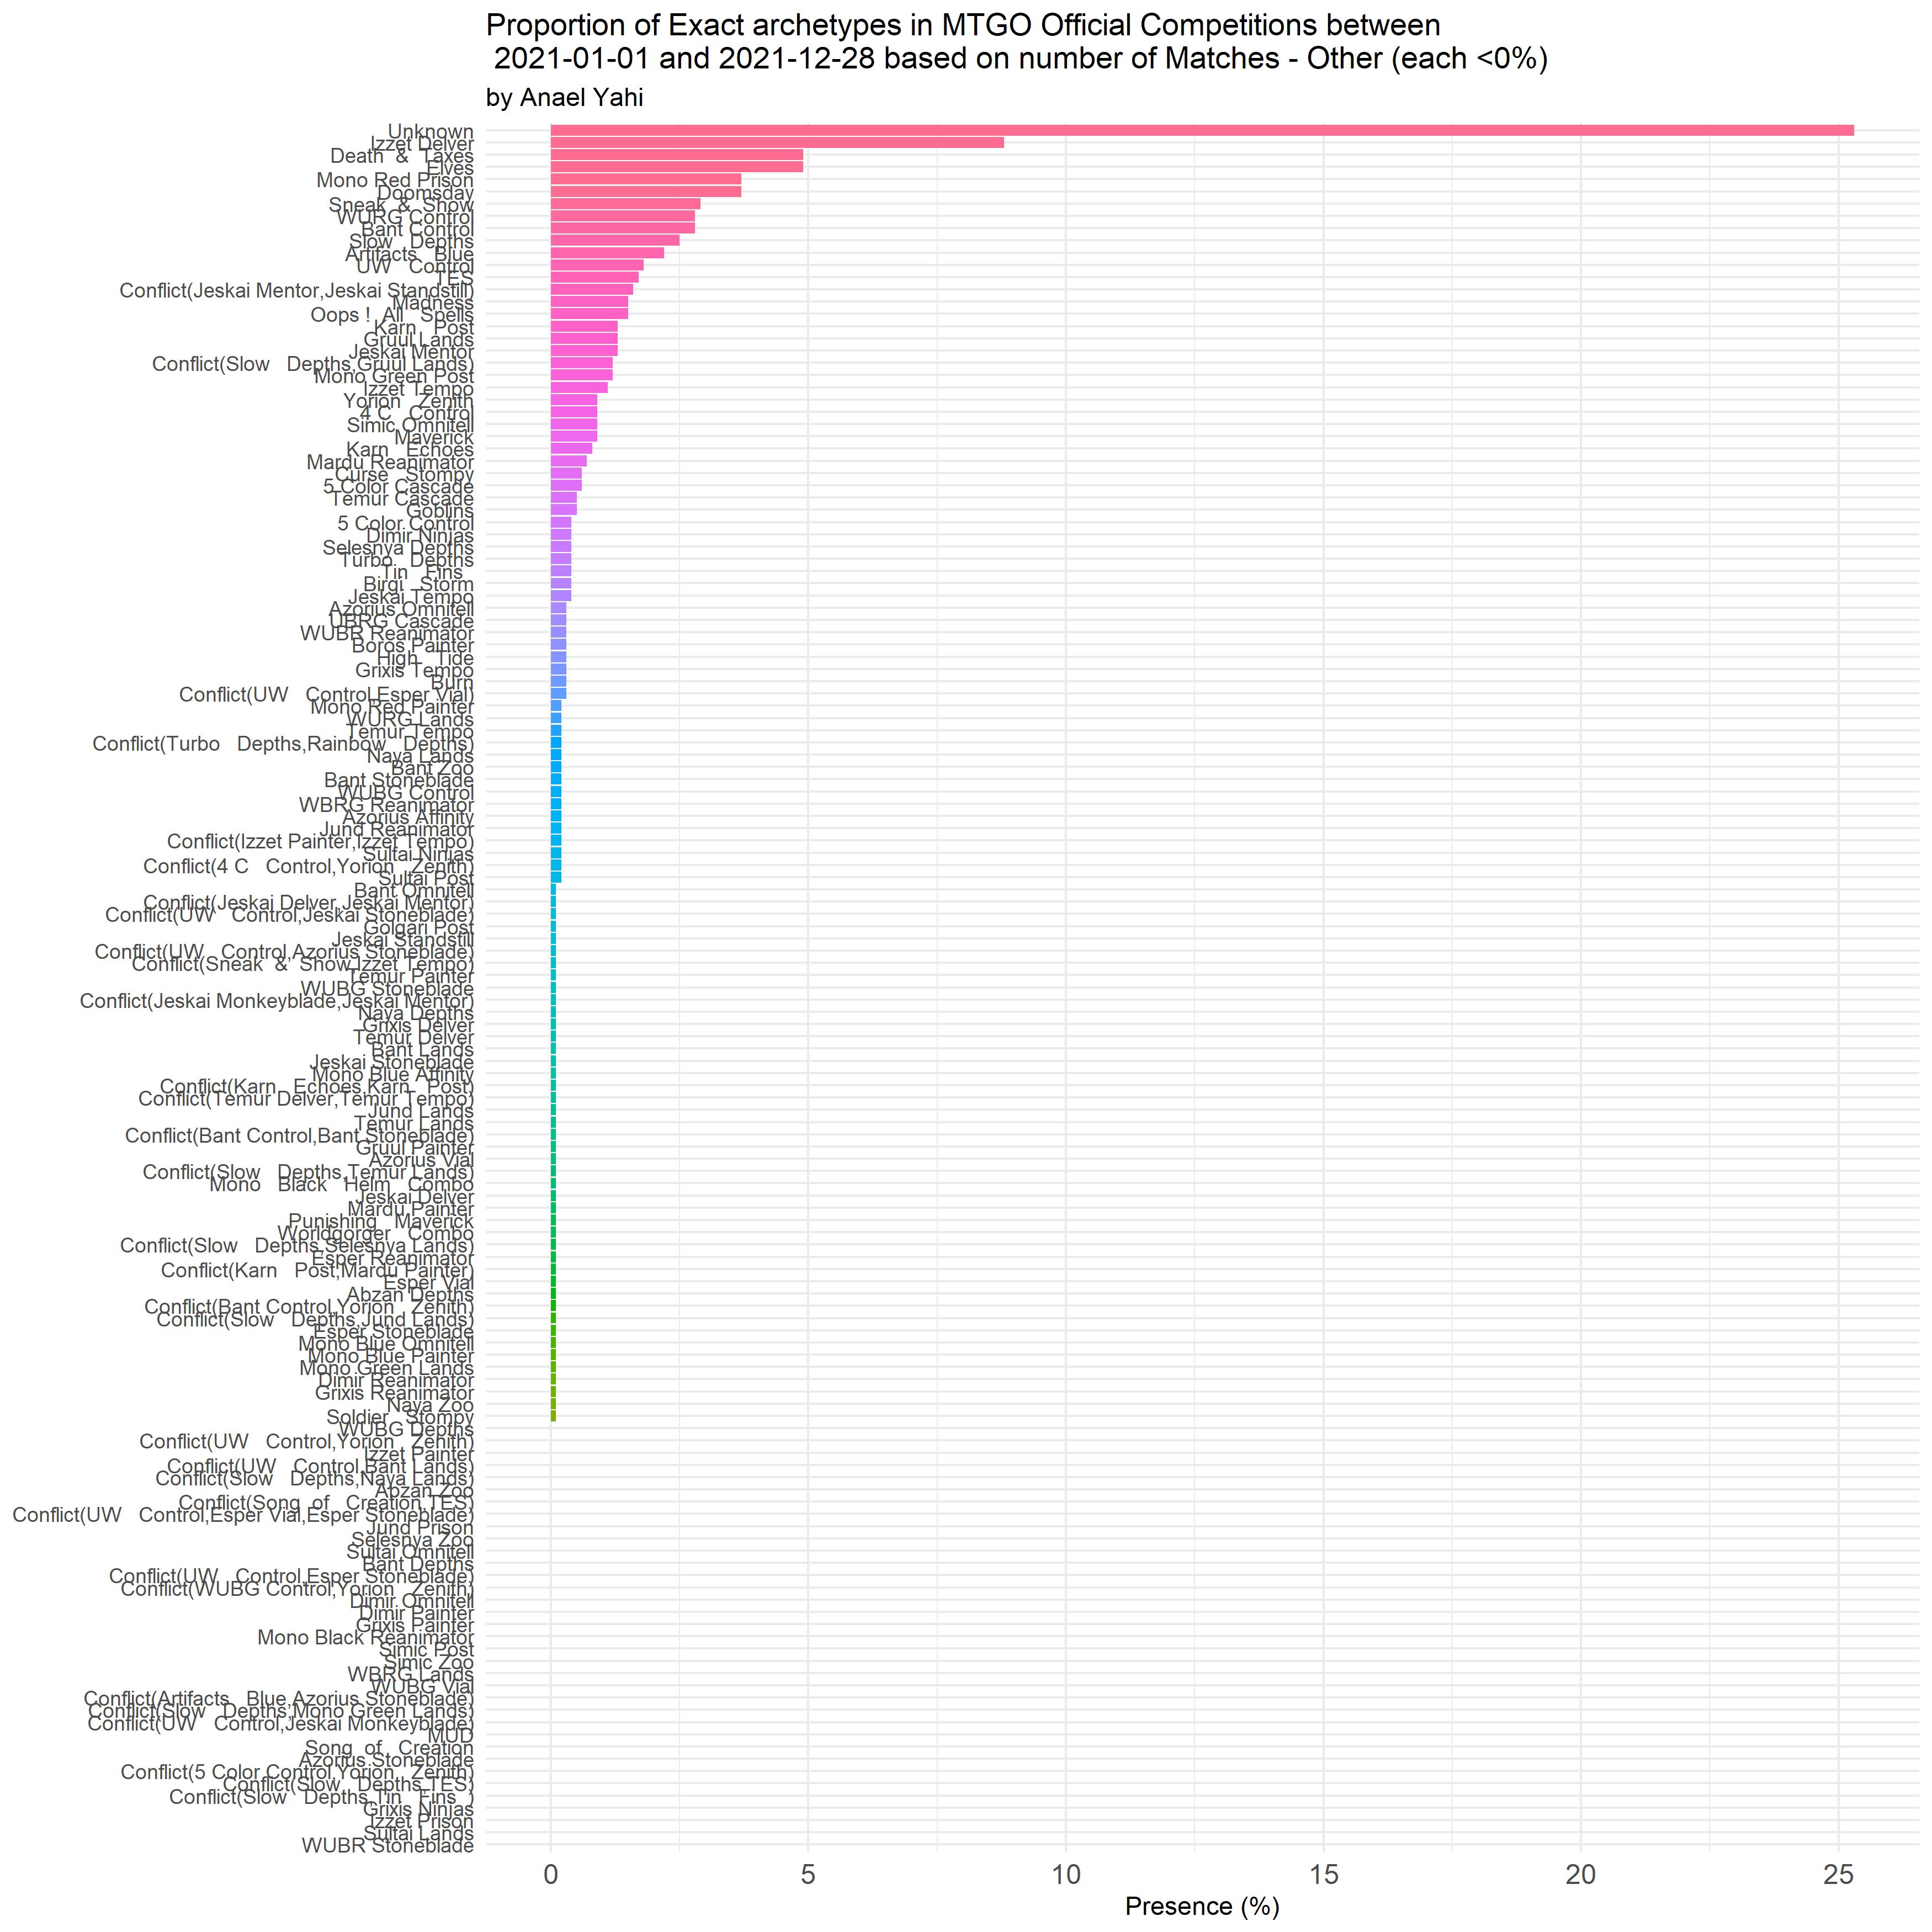 Proportion of Exact archetypes in MTGO Official Competitions between
2021-01-01 and 2021-12-28 based on number of Matches - Other (each <0%)
by Anael Yahi
Unknown
Izzet Delver
Death & Taxes
Elves
Mono Red Prison
Doomsday
Sneak & Show
WURG Control
Bant Control
Slow Depths
Artifacts Blue
UW Control
TES
Conflict(Jeskai Mentor,Jeskai Standstill)
Madness
Oops ! All Spells
Karn Post
Gruul Lands
Jeskai Mentor
Conflict(Slow Depths,Gruul Lands)
Mono Green Post
Izzet Tempo
Yorion Zenith
4 C Control
Simic Omnitell
Maverick
Karn Echoes
Mardu Reanimator
Curse Stompy
5 Color Cascade
Temur Cascade
Goblins
5 Color Control
Dimir Ninjas
Selesnya Depths
Turbo Depths
Tin Fins
Birgi Storm
Jeskai Tempo
Azorius Omnitell
UBRG Cascade
WUBR Reanimator
Boros Painter
High Tide
Grixis Tempo
Burn
Conflict(UW Control,Esper Vial)
Mono Red Painter
WURG Lands
Temur Tempo
Conflict(Turbo Depths,Rainbow Depths)
Naya Lands
Bant Zoo
Bant Stoneblade
WUBG Control
WBRG Reanimator
Azorius Affinity
Jund Reanimator
Conflict(Izzet Painter,Izzet Tempo)
Sultai Ninjas
Conflict(4 C Control,Yorion Zenith)
Sultai Post
Bant Omnitell
Conflict(Jeskai Delver,Jeskai Mentor)
Conflict(UW Control,Jeskai Stoneblade)
Golgari Post
Jeskai Standstill
Conflict(UW Control,Azorius Stoneblade)
Conflict(Sneak & Show,Izzet Tempo)
Temur Painter
WUBG Stoneblade
Conflict(Jeskai Monkeyblade,Jeskai Mentor)
Naya Depths
Grixis Delver
Temur Delver
Bant Lands
Jeskai Stoneblade
Mono Blue Affinity
Conflict(Karn Echoes,Karn Post)
Conflict(Temur Delver,Temur Tempo)
Jund Lands
Temur Lands
Conflict(Bant Control,Bant Stoneblade)
Gruul Painter
Azorius Vial
Conflict(Slow Depths,Temur Lands)
Mono Black Helm Combo
Jeskai Delver
Mardu Painter
Punishing Maverick
Worldgorger Combo
Conflict(Slow Depths,Selesnya Lands)
Esper Reanimator
Conflict(Karn Post,Mardu Painter)
Esper Vial
Abzan Depths
Conflict(Bant Control,Yorion Zenith)
Conflict(Slow Depths,Jund Lands)
Esper Stoneblade
Mono Blue Omnitell
Mono Blue Painter
Mono Green Lands
Dimir Reanimator
Grixis Reanimator
Naya Zoo
Soldier Stompy
WUBG Depths
Conflict(UW Control,Yorion Zenith)
Izzet Painter
Conflict(UW Control,Bant Lands)
Conflict(Slow Depths,Naya Lands)
Abzan Zoo
Conflict(Song of Creation,TES)
Conflict(UW Control,Esper Vial,Esper Stoneblade)
Jund Prison
Selesnya Zoo
Sultai Omnitell
Bant Depths
Conflict(UW Control,Esper Stoneblade)
Conflict(WUBG Control,Yorion Zenith)
Dimir Omnitell
Dimir Painter
Grixis Painter
Mono Black Reanimator
Simic Post
Simic Zoo
WBRG Lands
WUBG Vial
Conflict(Artifacts Blue,Azorius Stoneblade)
Conflict(Slow Depths,Mono Green Lands)
Conflict(UW Control,Jeskai Monkeyblade)
MUD
Song of Creation
Azorius Stoneblade
Conflict(5 Color Control,Yorion Zenith)
Conflict(Slow Depths,TES)
Conflict(Slow Depths,Tin Fins )
Grixis Ninjas
Izzet Prison
Sultai Lands
WUBR Stoneblade
0 5 10 15 20 25
Presence (%)